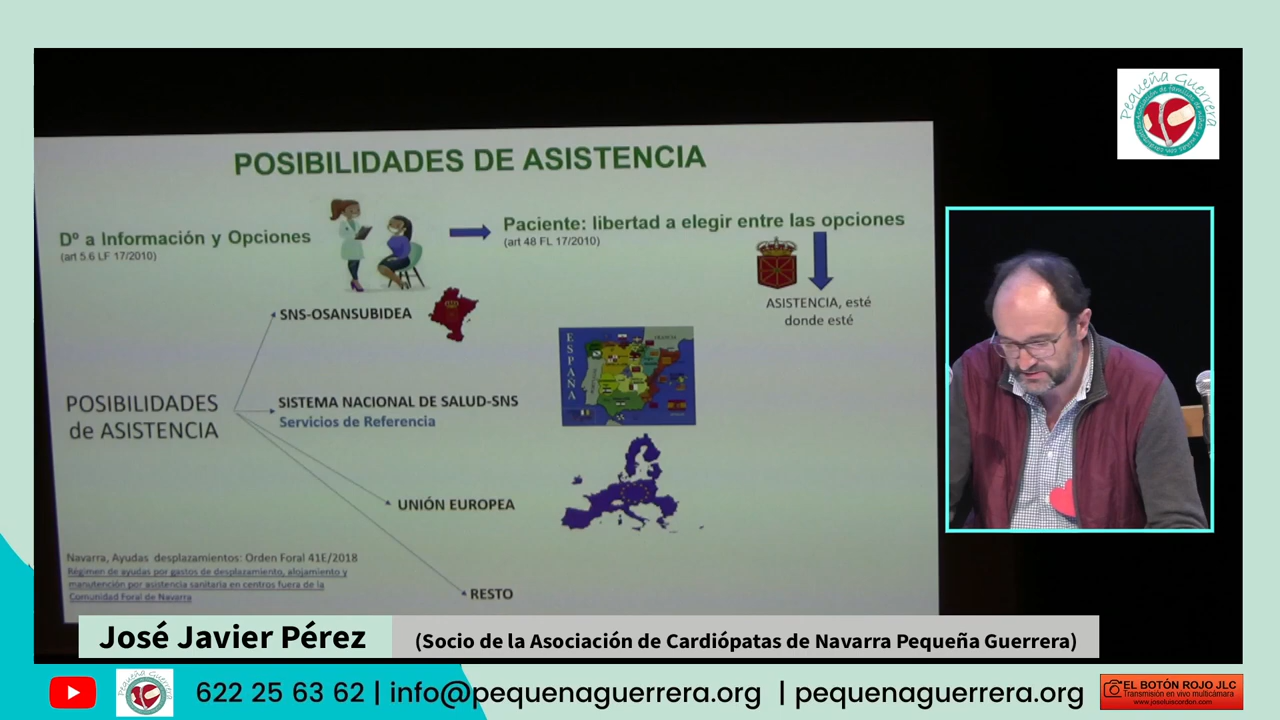 POSIBILIDADES DE ASISTENCIA
Dº a Información y Opciones
(art 5.6 LF 17/2010)
Paciente: libertad a elegir entre las opciones
(art 48 FL 17/2010)
ASISTENCIA, esté
donde esté
SNS-OSANSUBIDEA
ESPAÑA
POSIBILIDADES
de ASISTENCIA
SISTEMA NACIONAL DE SALUD-SNS
Servicios de Referencia
UNIÓN EUROPEA
RESTO
Navarra, Ayudas desplazamientos: Orden Foral 41E/2018
Régimen de ayudas por gastos de desplazamiento, alojamiento y
manutención por asistencia sanitaria en centros fuera de la
Comunidad Foral de Navarra
Pequeña Guerrera
José Javier Pérez
(Socio de la Asociación de Cardiópatas de Navarra Pequeña Guerrera)
622 25 63 62 | info@pequenaguerrera.org | pequenaguerrera.org
EL BOTÓN ROJO JLC
Transmisión en vivo multicámara
www.joseluiscordon.com